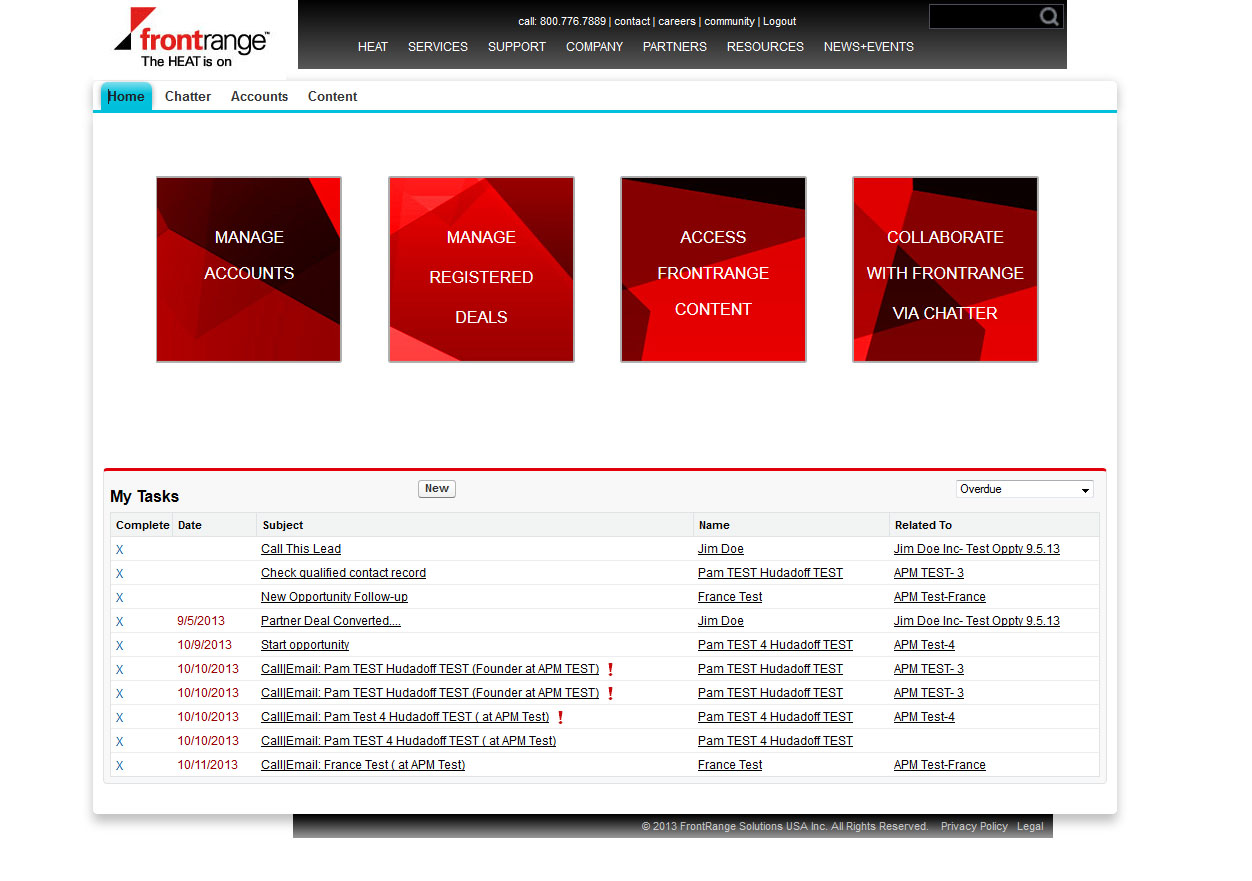 call: 800.776.7889 | contact | careers | community | Logout
frontrange™
The HEAT is on
HEAT SERVICES SUPPORT COMPANY PARTNERS RESOURCES NEWS+EVENTS
Home Chatter Accounts Content
MANAGE
ACCOUNTS
MANAGE
REGISTERED
DEALS
ACCESS
FRONTRANGE
CONTENT
COLLABORATE
WITH FRONTRANGE
VIA CHATTER
My Tasks New Overdue
Complete Date Subject Name Related To
X Call This Lead Jim Doe Jim Doe Inc- Test Oppty 9.5.13
X Check qualified contact record Pam TEST Hudadoff TEST APM TEST- 3
X New Opportunity Follow-up France Test APM Test-France
X 9/5/2013 Partner Deal Converted.... Jim Doe Jim Doe Inc- Test Oppty 9.5.13
X 10/9/2013 Start opportunity Pam TEST 4 Hudadoff TEST APM Test-4
X 10/10/2013 Call|Email: Pam TEST Hudadoff TEST (Founder at APM TEST) ! Pam TEST Hudadoff TEST APM TEST- 3
X 10/10/2013 Call|Email: Pam TEST Hudadoff TEST (Founder at APM TEST) ! Pam TEST Hudadoff TEST APM TEST- 3
X 10/10/2013 Call|Email: Pam Test 4 Hudadoff TEST ( at APM Test) ! Pam TEST 4 Hudadoff TEST APM Test-4
X 10/10/2013 Call|Email: Pam TEST 4 Hudadoff TEST ( at APM Test) Pam TEST 4 Hudadoff TEST
X 10/11/2013 Call|Email: France Test ( at APM Test) France Test APM Test-France
© 2013 FrontRange Solutions USA Inc. All Rights Reserved. Privacy Policy Legal